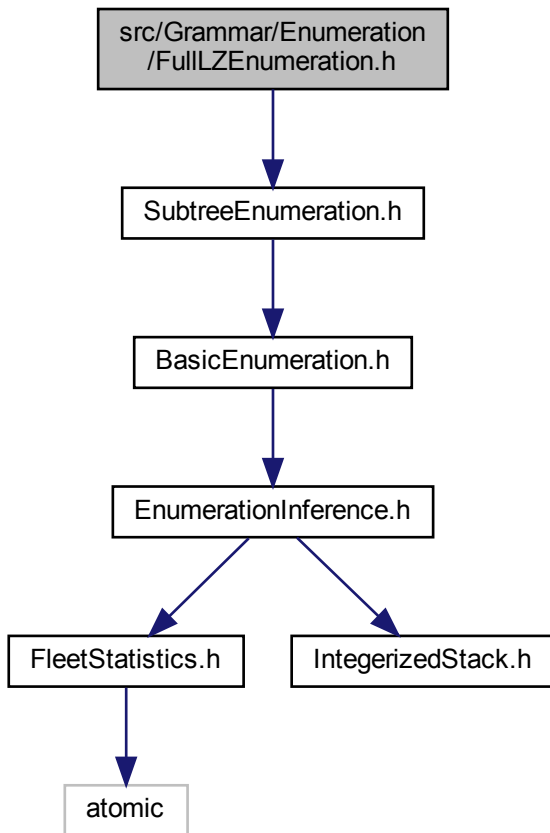 src/Grammar/Enumeration
/FullLZEnumeration.h
SubtreeEnumeration.h
BasicEnumeration.h
EnumerationInference.h
FleetStatistics.h
IntegerizedStack.h
atomic